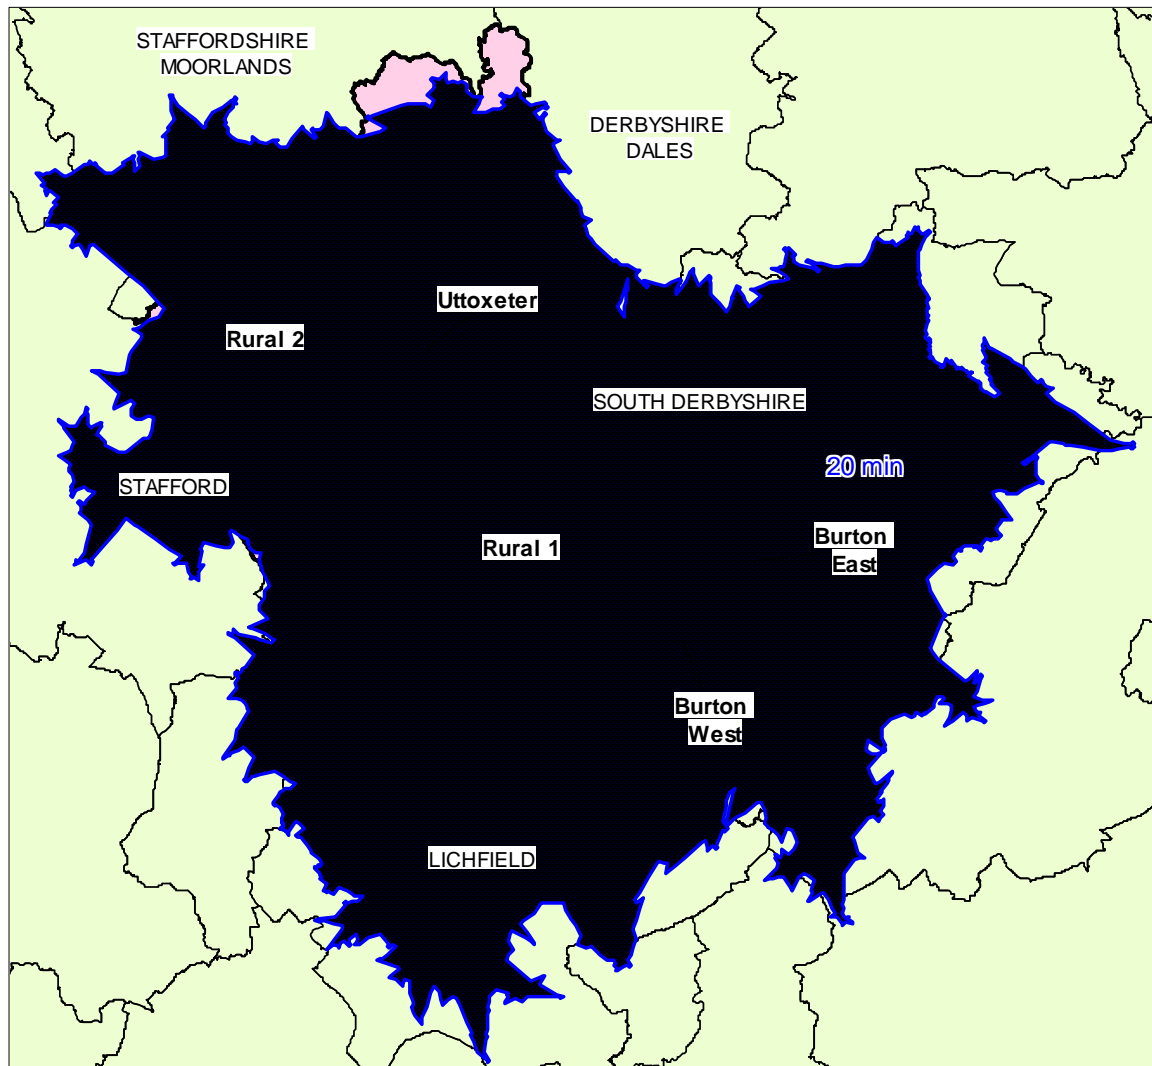 STAFFORDSHIRE
MOORLANDS
DERBYSHIRE
DALES
Uttoxeter
Rural 2
SOUTH DERBYSHIRE
20 min
STAFFORD
Burton
East
Rural 1
Burton
West
LICHFIELD